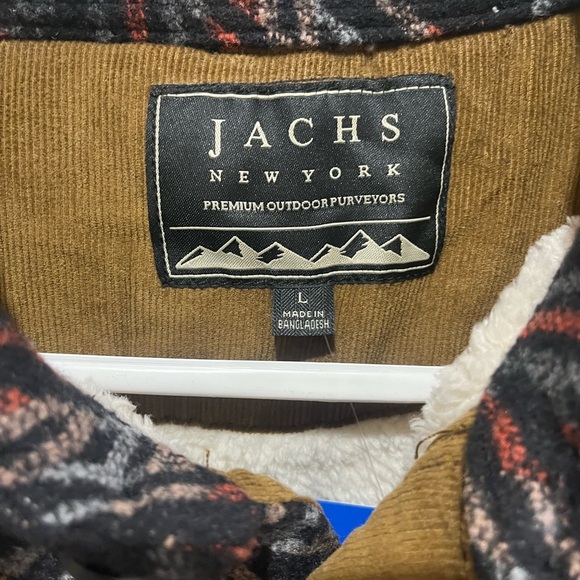 JACHS
NEW YORK
PREMIUM OUTDOOR PURVEYORS
L
MADE IN
BANGLADESH